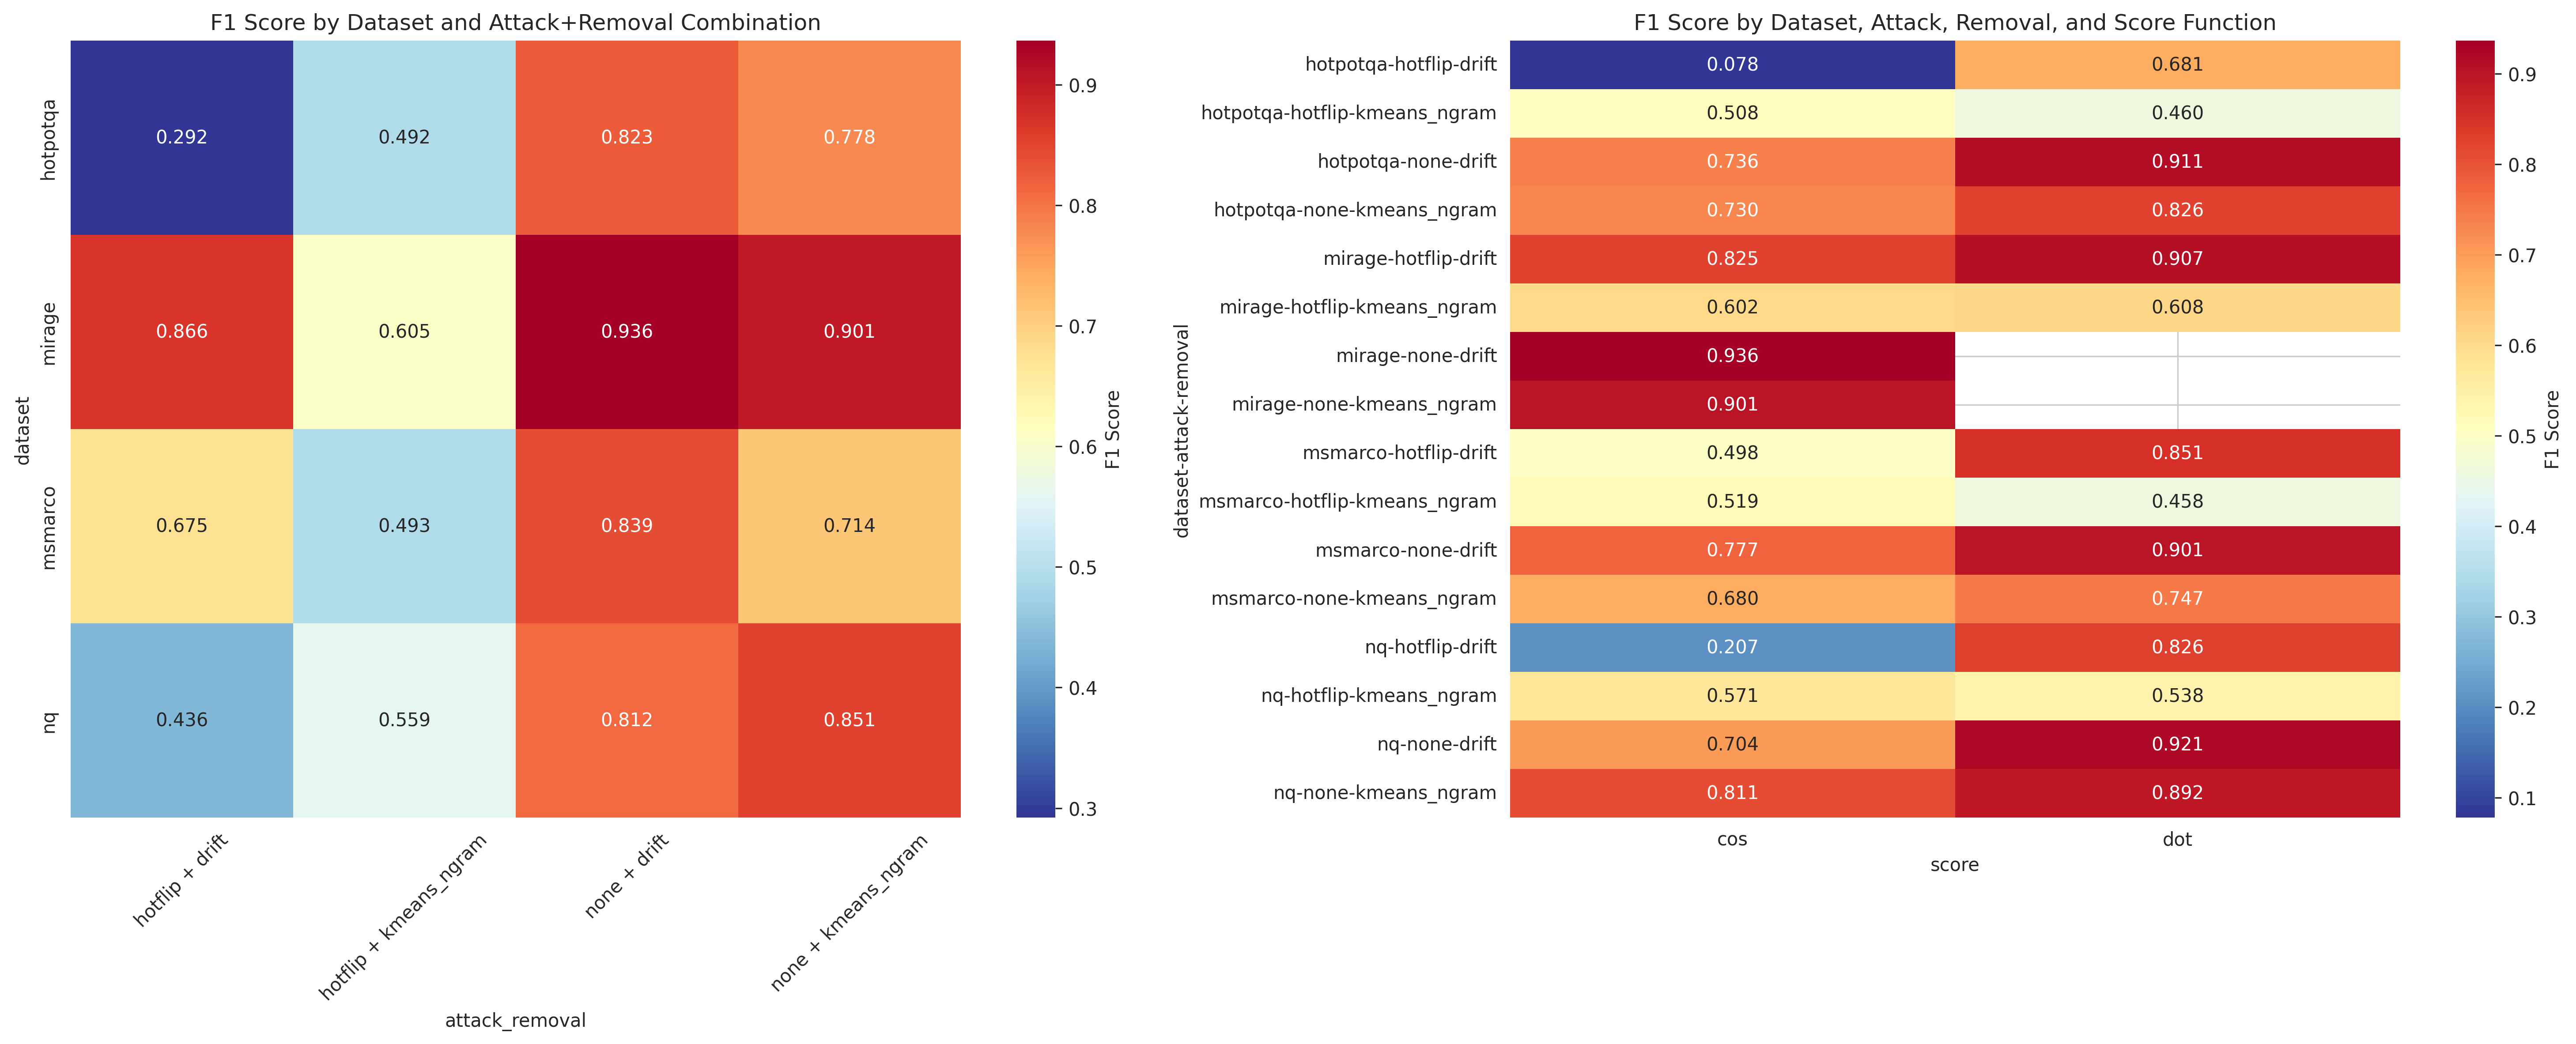 F1 Score by Dataset and Attack+Removal Combination
hotpotqa
mirage
msmarco
nq
dataset
0.292 0.492 0.823 0.778
0.866 0.605 0.936 0.901
0.675 0.493 0.839 0.714
0.436 0.559 0.812 0.851
hotflip + drift
hotflip + kmeans_ngram
none + drift
none + kmeans_ngram
attack_removal
0.9
0.8
0.7
0.6
0.5
0.4
0.3
F1 Score
F1 Score by Dataset, Attack, Removal, and Score Function
dataset-attack-removal
hotpotqa-hotflip-drift 0.078 0.681
hotpotqa-hotflip-kmeans_ngram 0.508 0.460
hotpotqa-none-drift 0.736 0.911
hotpotqa-none-kmeans_ngram 0.730 0.826
mirage-hotflip-drift 0.825 0.907
mirage-hotflip-kmeans_ngram 0.602 0.608
mirage-none-drift 0.936
mirage-none-kmeans_ngram 0.901
msmarco-hotflip-drift 0.498 0.851
msmarco-hotflip-kmeans_ngram 0.519 0.458
msmarco-none-drift 0.777 0.901
msmarco-none-kmeans_ngram 0.680 0.747
nq-hotflip-drift 0.207 0.826
nq-hotflip-kmeans_ngram 0.571 0.538
nq-none-drift 0.704 0.921
nq-none-kmeans_ngram 0.811 0.892
cos dot
score
0.9
0.8
0.7
0.6
0.5
0.4
0.3
0.2
0.1
F1 Score